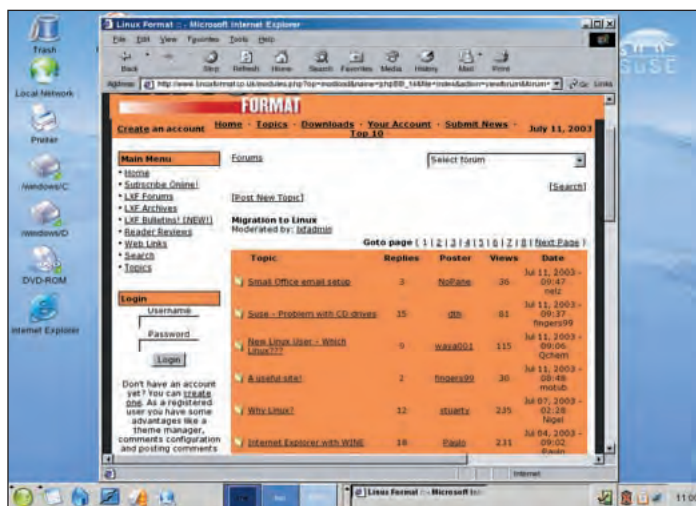 Linux Format :: - Microsoft Internet Explorer
File Edit View Favorites Tools Help
Back Stop Refresh Home Search Favorites Media History Mail Print
Address
Go Links
FORMAT
Create an account
Home · Topics · Downloads · Your Account · Submit News · Top 10
July 11, 2003
Main Menu
Home
Subscribe Online!
LXF Forums
LXF Archives
LXF Bulletins! [NEW!]
Reader Reviews
Web Links
Search
Topics
Login
Username
Password
Login
Don't have an account
yet? You can create
one. As a registered
user you have some
advantages like a
theme manager,
comments configuration
and posting comments
Forums
Select forum
[Search]
[Post New Topic]
Migration to Linux
Moderated by: lxfadmin
Goto page ( 1 | 2 | 3 | 4 | 5 | 6 | 7 | 8 | Next Page )
Topic Replies Poster Views Date
Small Office email setup 3 NoPane 36 Jul 11, 2003 - 09:47 nelz
Suse - Problem with CD drives 15 dth 81 Jul 11, 2003 - 09:37 fingers99
New Linux User - Which Linux??? 9 115 Jul 11, 2003 - 09:06
A useful site! 2 fingers99 30 Jul 11, 2003 - 08:48 motub
Why Linux? 12 stuarty 235 Jul 07, 2003 - 02:28 Nigel
Internet Explorer with WINE 18 Paulo 231 Jul 04, 2003 - 09:02 Paulo
Internet
Trash
Local Network
Printer
/windows/C
/windows/D
DVD-ROM
Internet Explorer
SuSE
Linux Format :: - Microsoft Int
11:00